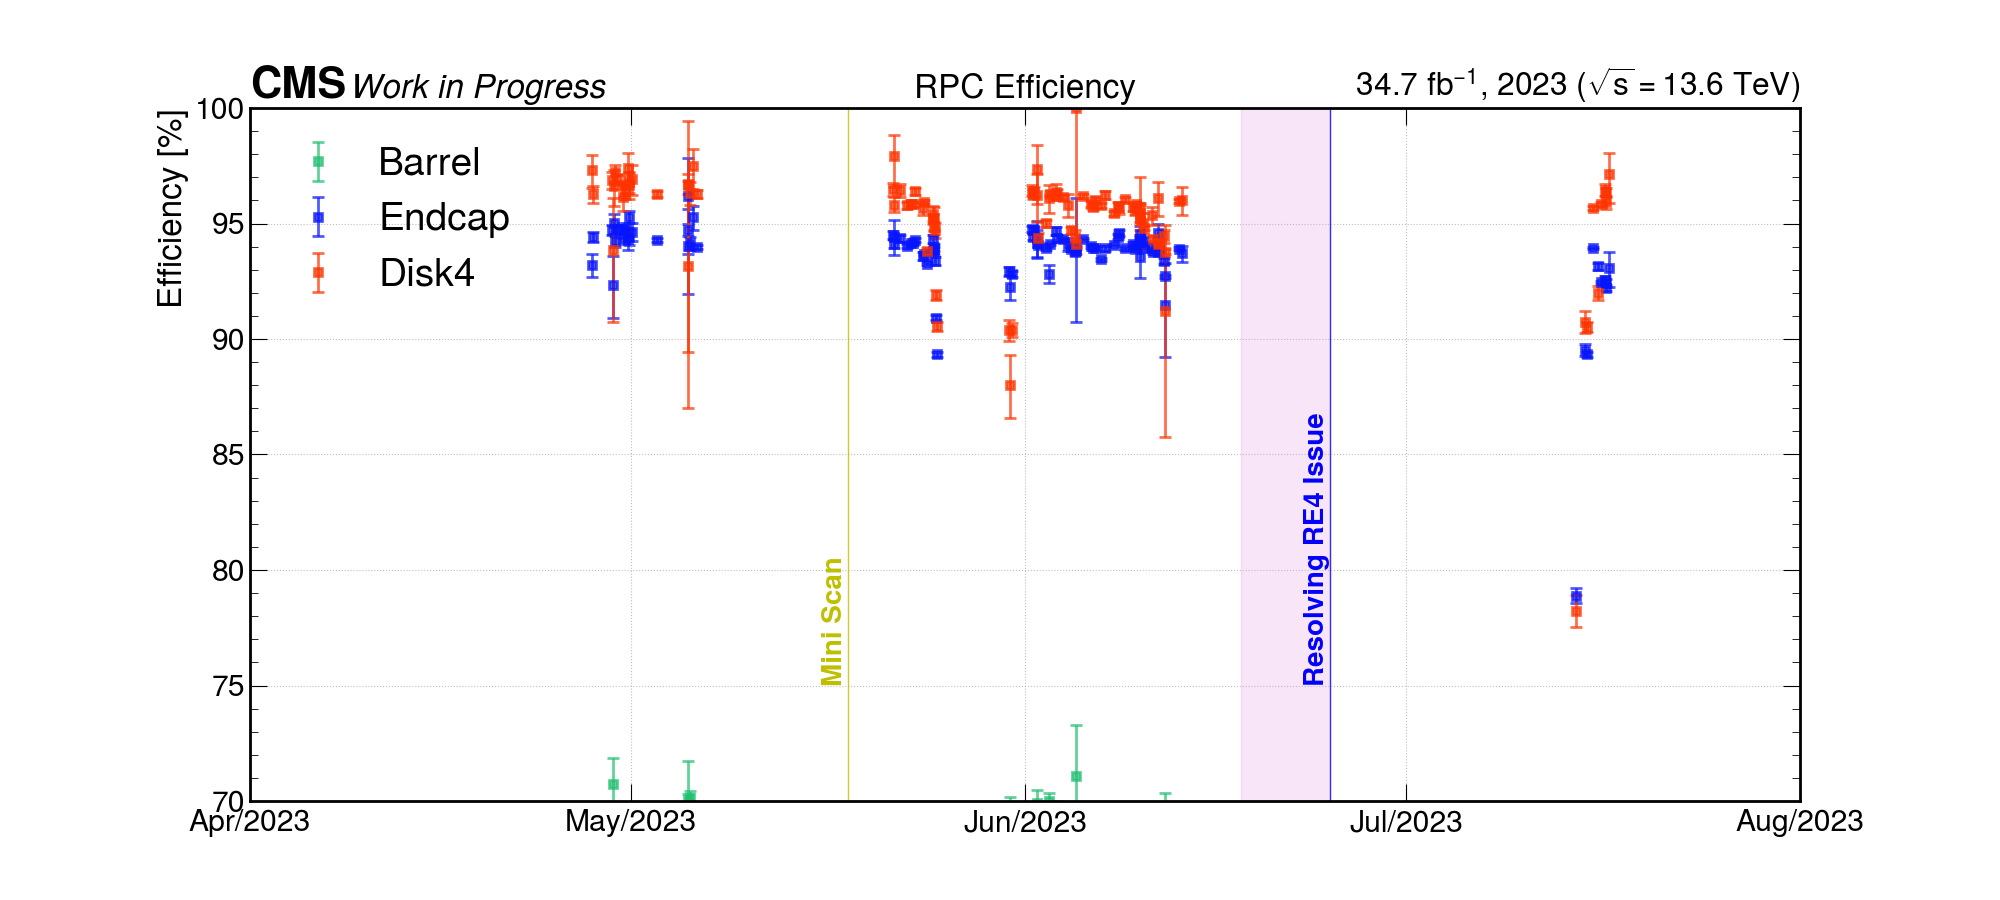 CMS Work in Progress RPC Efficiency 34.7 fb⁻¹, 2023 (√s = 13.6 TeV)
Efficiency [%]
100
95
90
85
80
75
70
Barrel
Endcap
Disk4
Mini Scan
Resolving RE4 Issue
Apr/2023 May/2023 Jun/2023 Jul/2023 Aug/2023